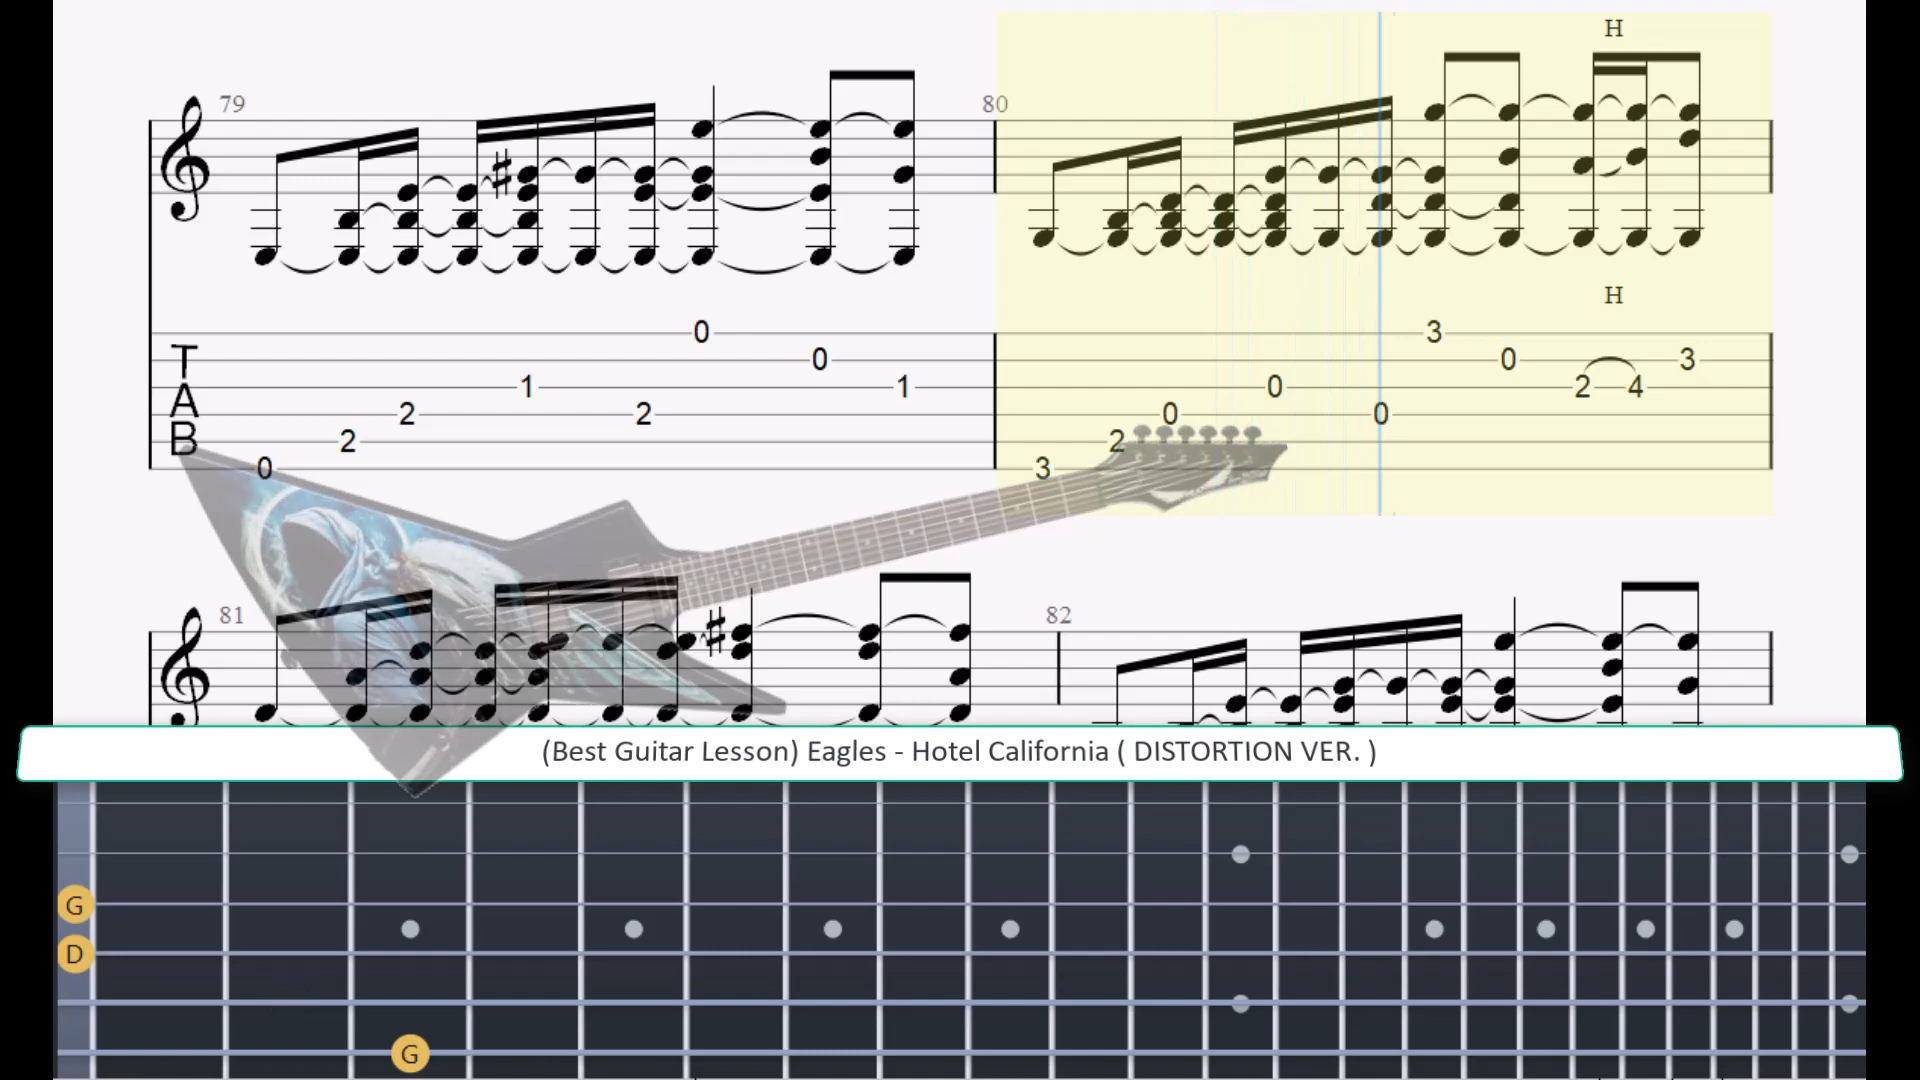 H
79 80
H
0 3
0 0 2 4 3
1 1 0
2 2 0 0
2 2
0 3
T
A
B
81 82
(Best Guitar Lesson) Eagles - Hotel California ( DISTORTION VER. )
G
D
G